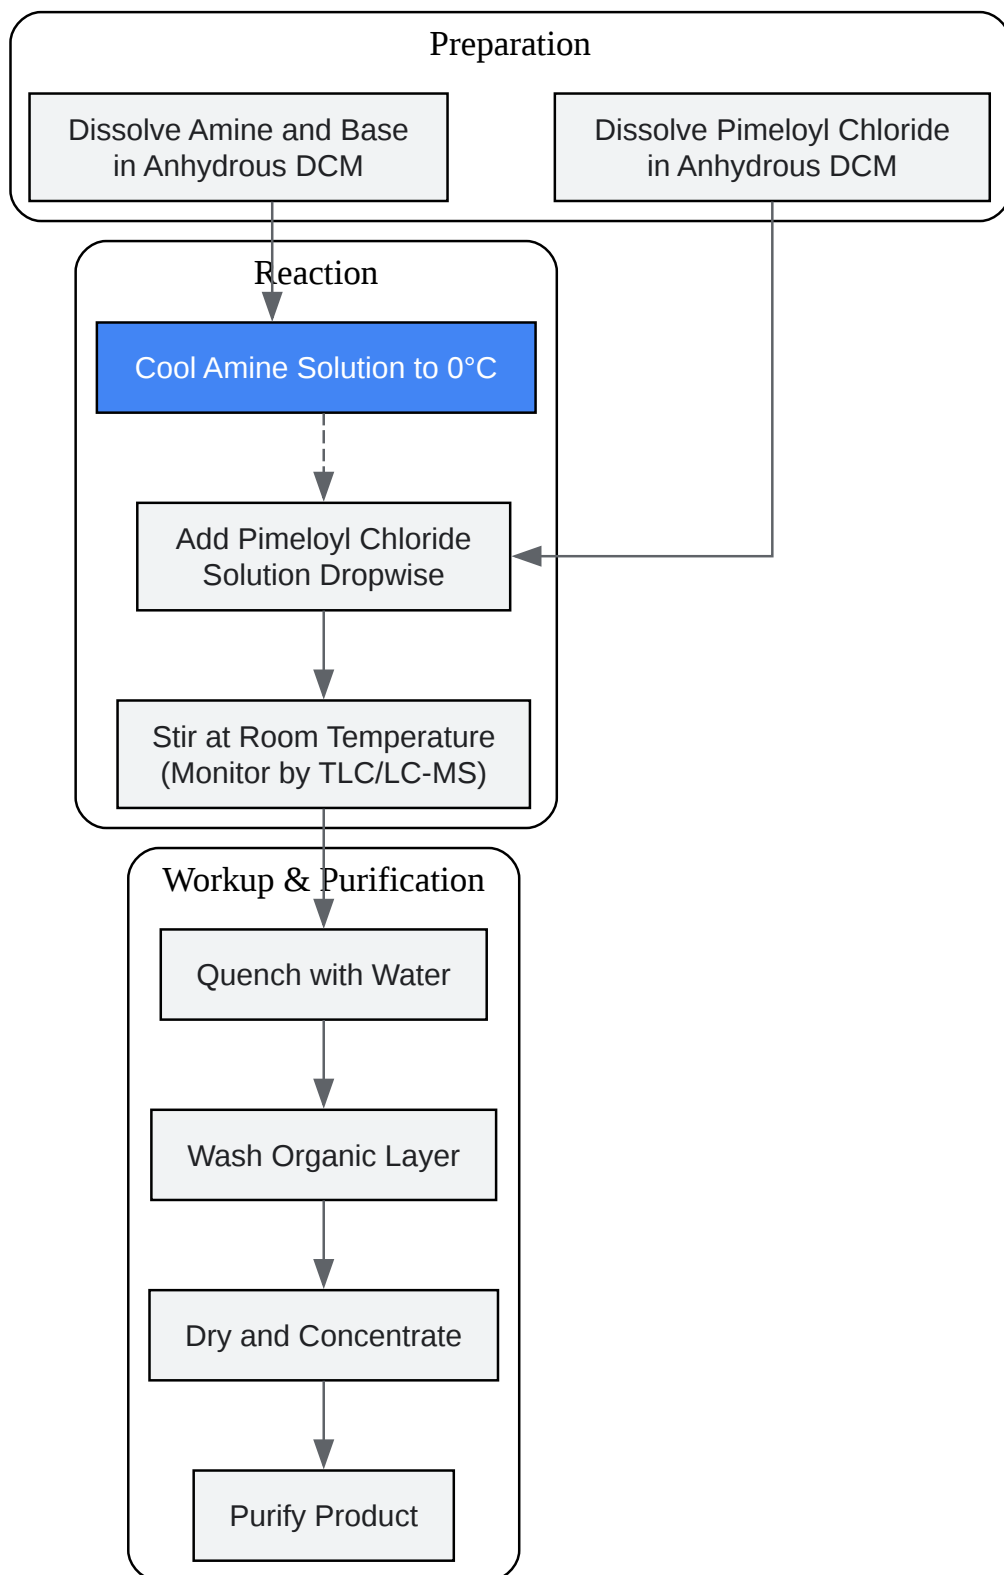 Preparation
Dissolve Amine and Base
in Anhydrous DCM
Dissolve Pimeloyl Chloride
in Anhydrous DCM
Reaction
Cool Amine Solution to 0°C
Add Pimeloyl Chloride
Solution Dropwise
Stir at Room Temperature
(Monitor by TLC/LC-MS)
Workup & Purification
Quench with Water
Wash Organic Layer
Dry and Concentrate
Purify Product